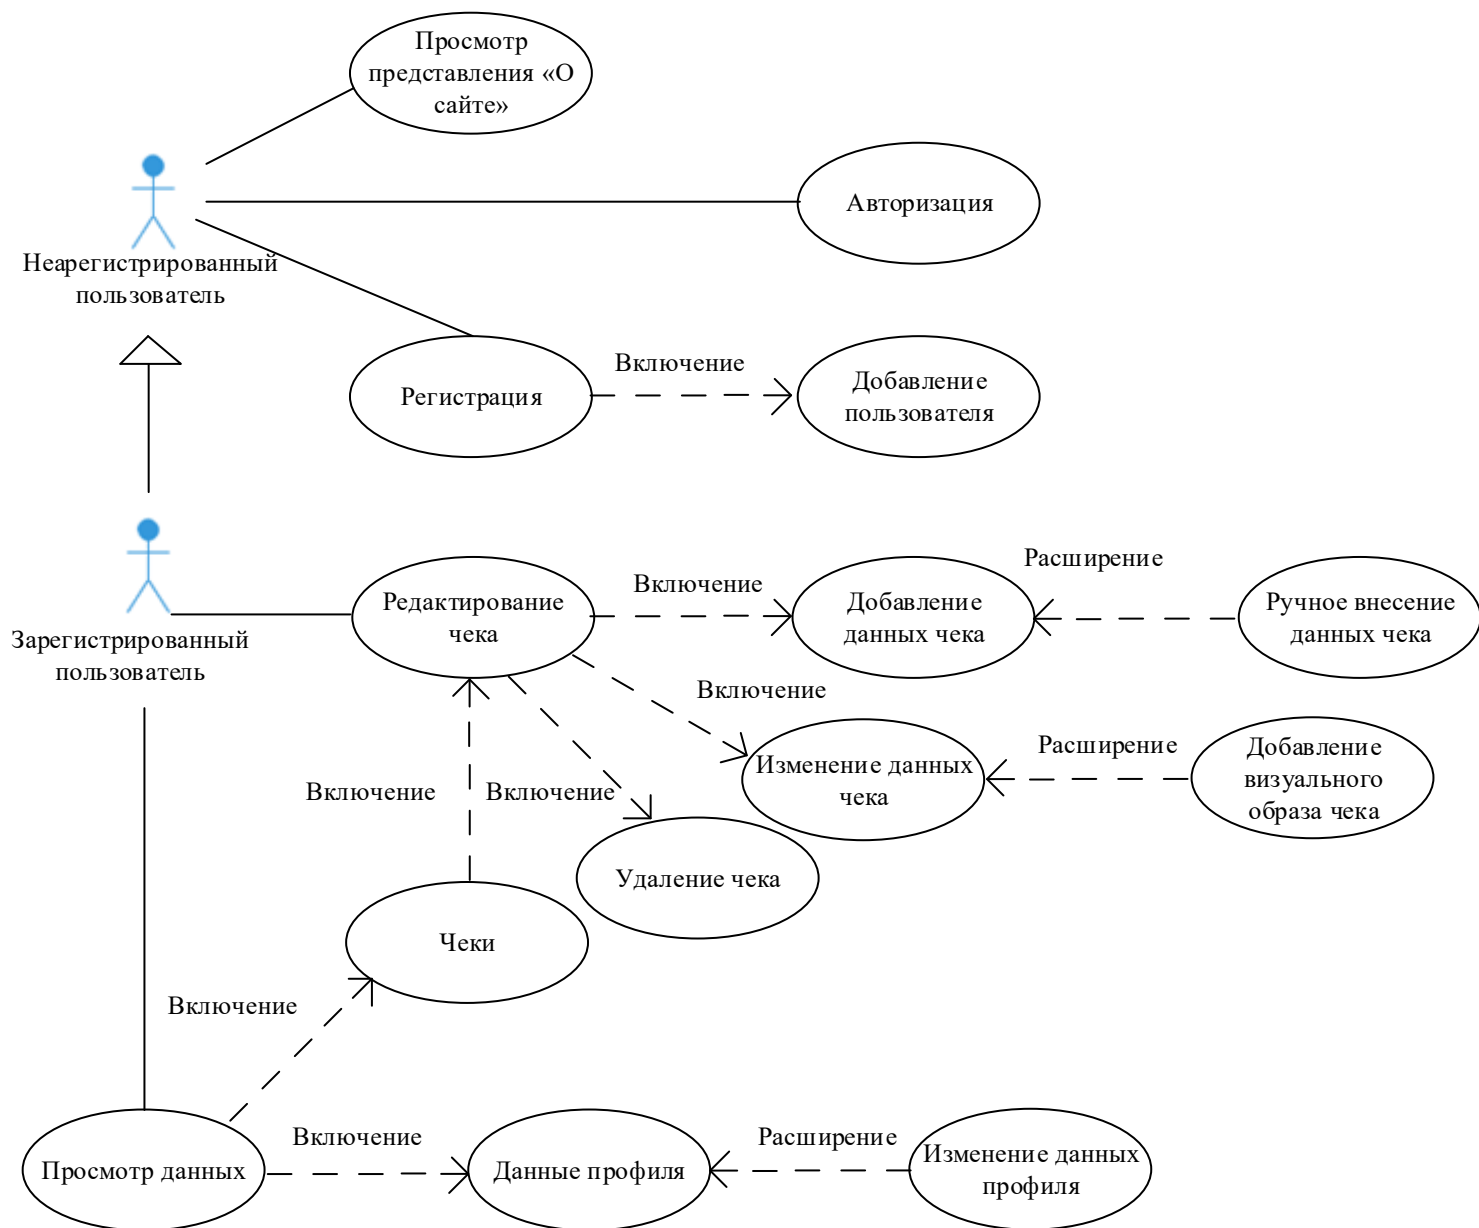 Просмотр
представления «О
сайте»
Авторизация
Неарегистрированный
пользователь
Включение
Регистрация
Добавление
пользователя
Зарегистрированный
пользователь
Редактирование
чека
Включение
Добавление
данных чека
Расширение
Ручное внесение
данных чека
Включение
Изменение данных
чека
Расширение
Добавление
визуального
образа чека
Включение
Включение
Удаление чека
Чеки
Включение
Просмотр данных
Включение
Данные профиля
Расширение
Изменение данных
профиля